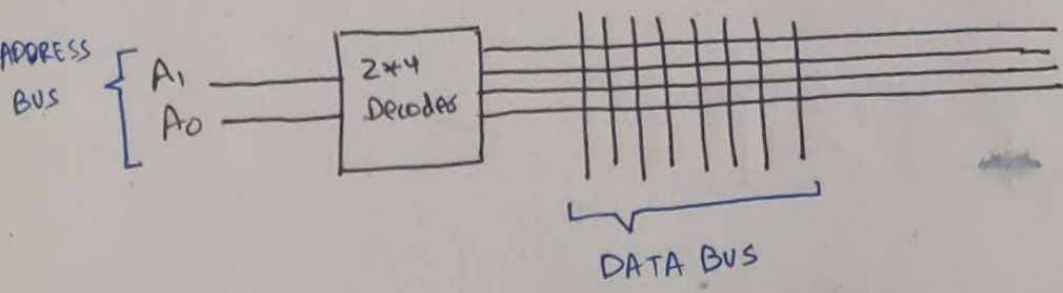 ADDRESS
BUS
A1
A0
2*4
Decoder
DATA BUS